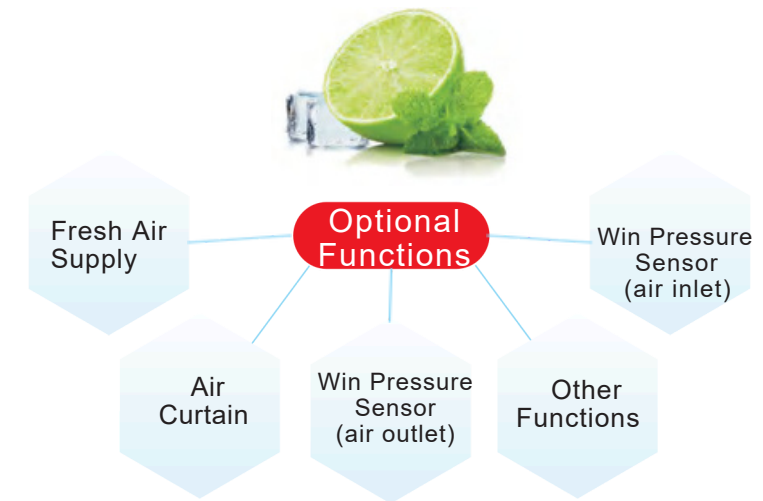 Optional
Functions
Fresh Air
Supply
Air
Curtain
Win Pressure
Sensor
(air outlet)
Other
Functions
Win Pressure
Sensor
(air inlet)